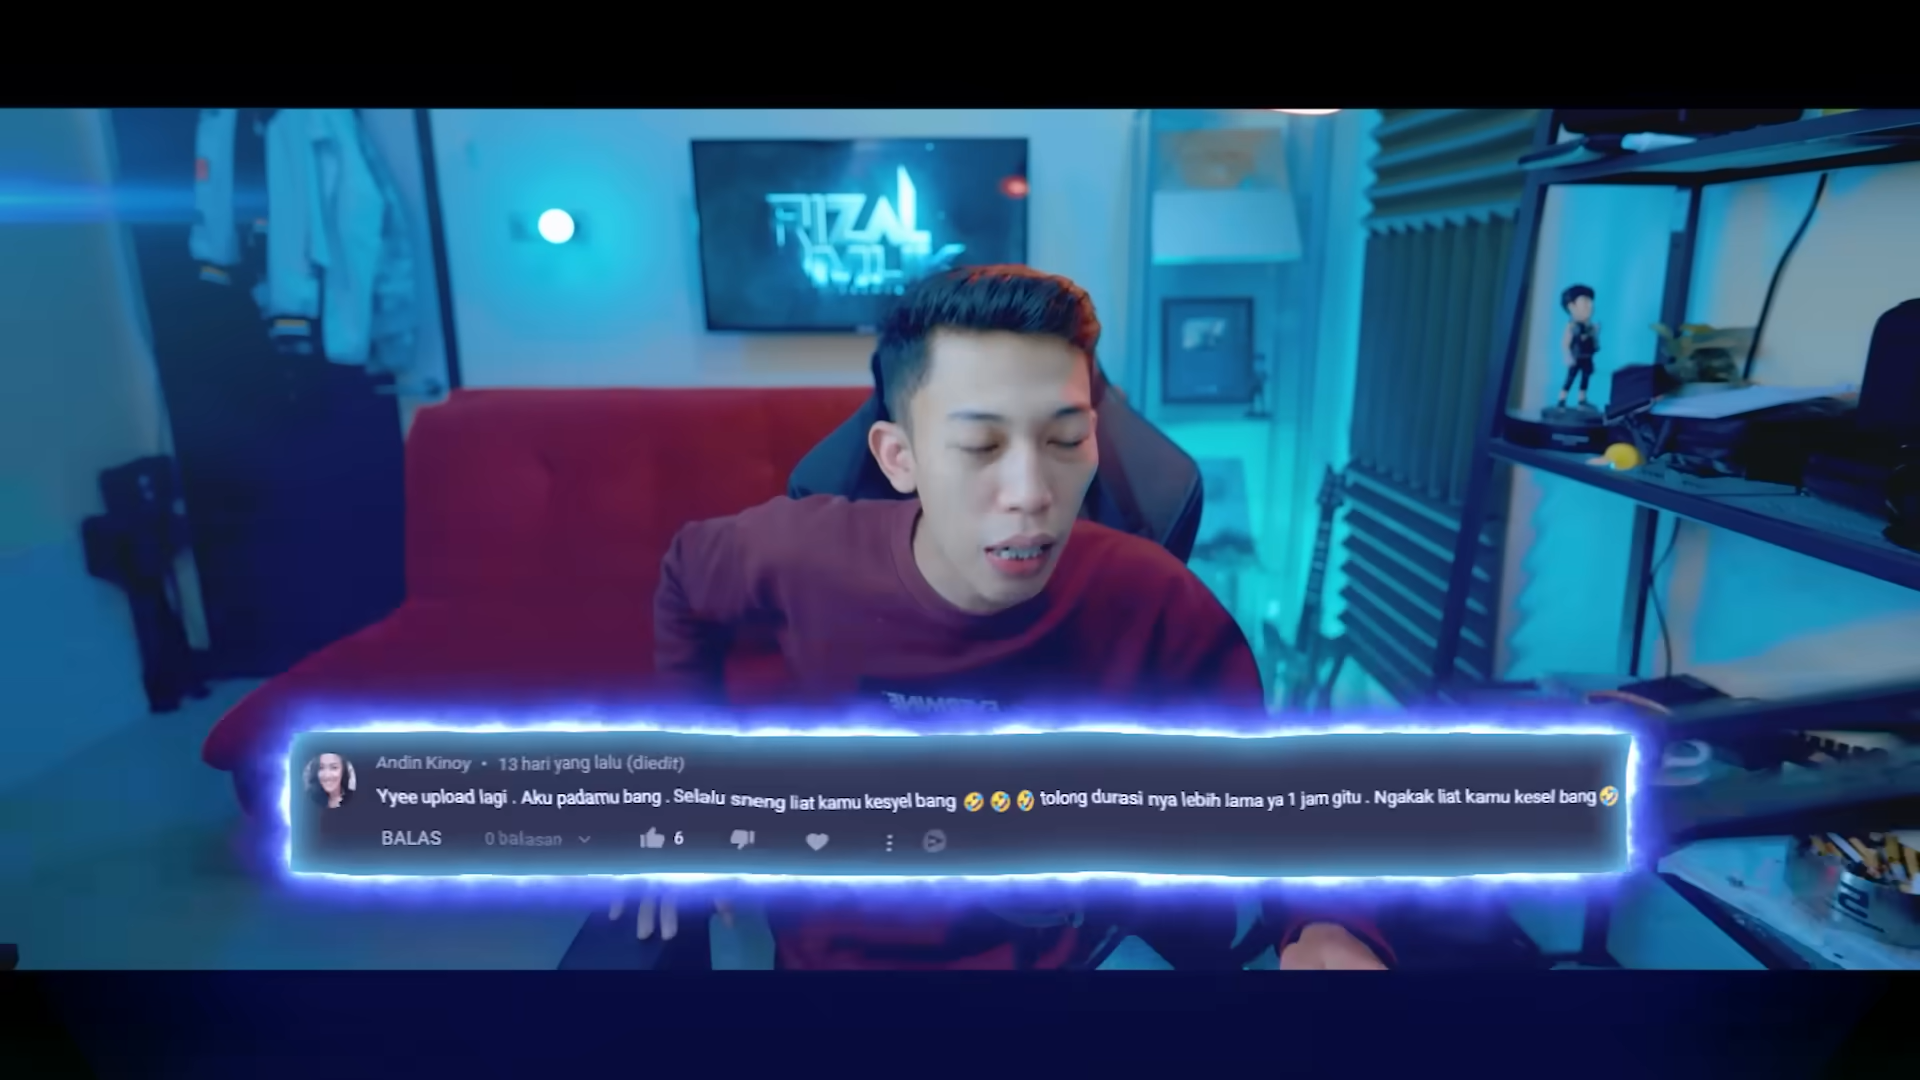 RIZAL
Andin Kinoy • 13 hari yang lalu (diedit)
Yyee upload lagi . Aku padamu bang . Selalu sneng liat kamu kesyel bang 🤣 🤣 🤣 tolong durasi nya lebih lama ya 1 jam gitu . Ngakak liat kamu kesel bang🤣
BALAS 0 balasan 6